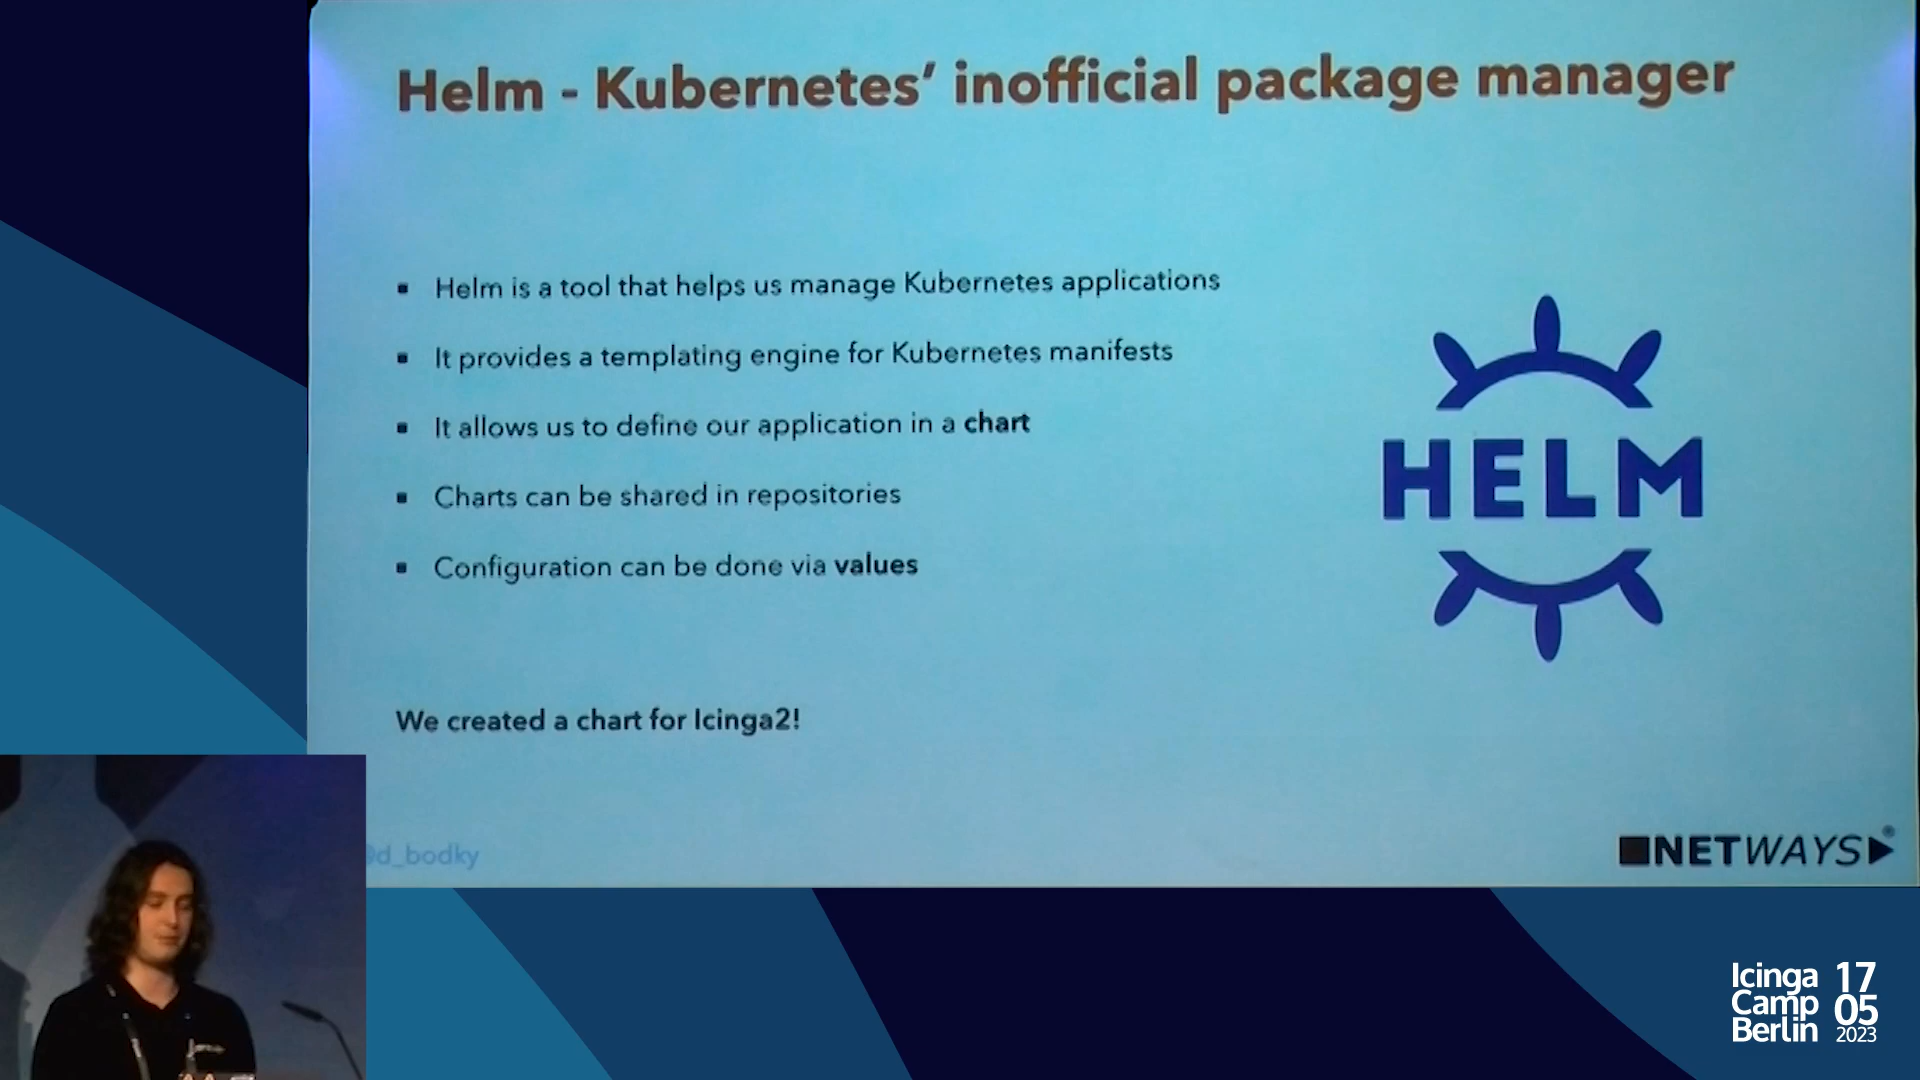 Helm - Kubernetes’ inofficial package manager
Helm is a tool that helps us manage Kubernetes applications
It provides a templating engine for Kubernetes manifests
It allows us to define our application in a chart
Charts can be shared in repositories
Configuration can be done via values
HELM
We created a chart for Icinga2!
@d_bodky
NETWAYS®
Icinga
Camp
Berlin
17
05
2023